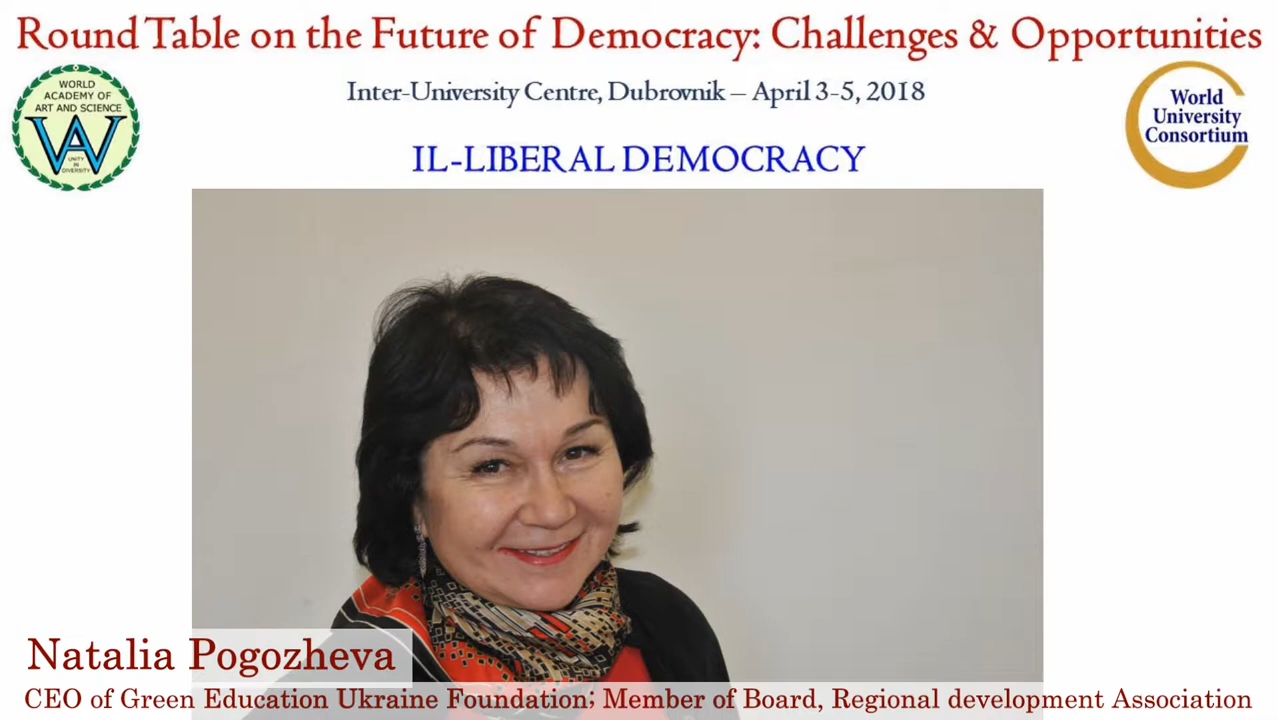 Round Table on the Future of Democracy: Challenges & Opportunities
Inter-University Centre, Dubrovnik – April 3-5, 2018
IL-LIBERAL DEMOCRACY
WORLD
ACADEMY OF
ART AND SCIENCE
UNITY
IN
DIVERSITY
World
University
Consortium
Natalia Pogozheva
CEO of Green Education Ukraine Foundation; Member of Board, Regional development Association